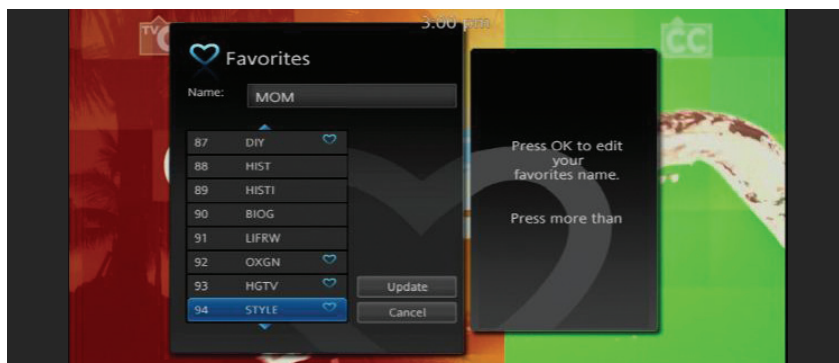 3:00 pm
TV
CC
Favorites
Name: MOM
87 DIY
88 HIST
89 HISTI
90 BIOG
91 LIFRW
92 OXGN
93 HGTV
94 STYLE
Update
Cancel
Press OK to edit
your
favorites name.
Press more than